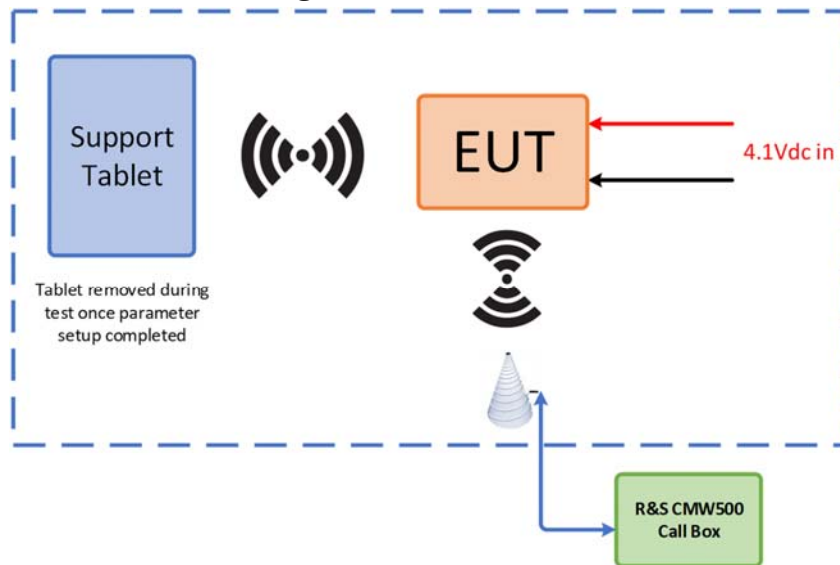 Support
Tablet
EUT
4.1Vdc in
Tablet removed during
test once parameter
setup completed
R&S CMW500
Call Box